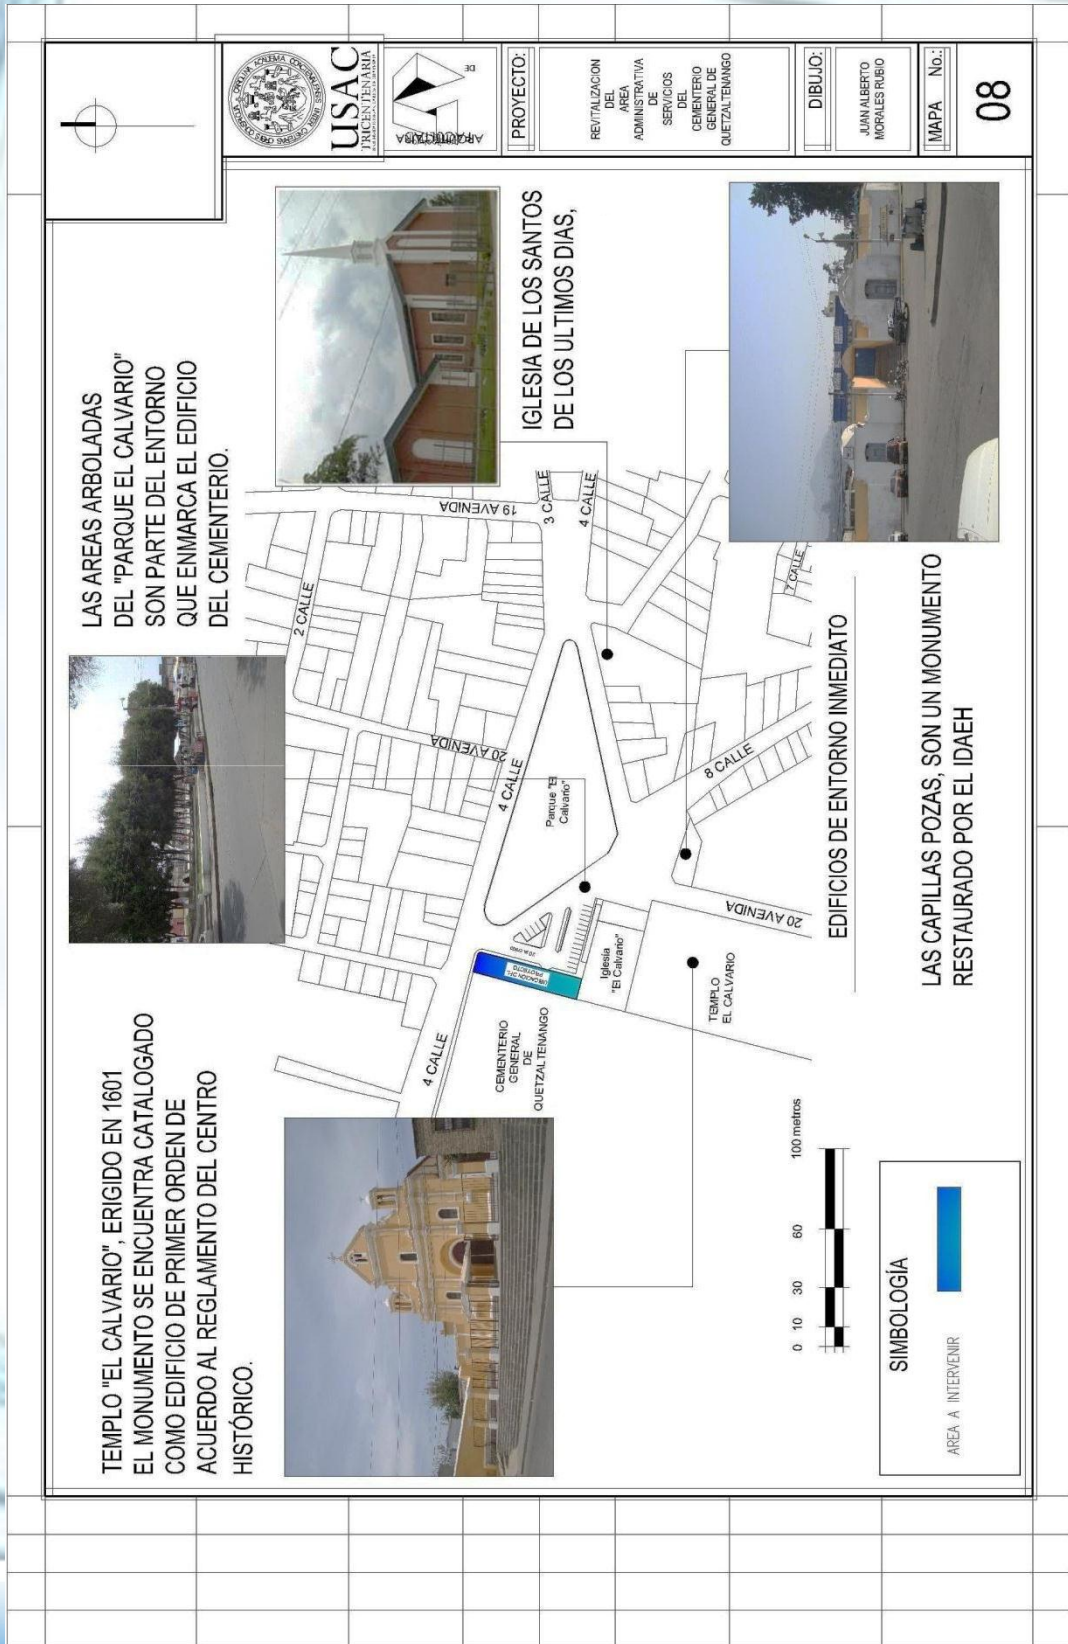 TEMPLO "EL CALVARIO", ERIGIDO EN 1601
EL MONUMENTO SE ENCUENTRA CATALOGADO
COMO EDIFICIO DE PRIMER ORDEN DE
ACUERDO AL REGLAMENTO DEL CENTRO
HISTÓRICO.
LAS AREAS ARBOLADAS
DEL "PARQUE EL CALVARIO"
SON PARTE DEL ENTORNO
QUE ENMARCA EL EDIFICIO
DEL CEMENTERIO.
IGLESIA DE LOS SANTOS
DE LOS ULTIMOS DIAS,
2 CALLE
19 AVENIDA
3 CALLE
4 CALLE
20 AVENIDA
4 CALLE
4 CALLE
Parque "El
Calvario"
UBICACIÓN DEL
PROYECTO
CEMENTERIO
GENERAL
DE
QUETZALTENANGO
Iglesia
"El Calvario"
TEMPLO
EL CALVARIO
20 AVENIDA
8 CALLE
7 CALLE
EDIFICIOS DE ENTORNO INMEDIATO
LAS CAPILLAS POZAS, SON UN MONUMENTO
RESTAURADO POR EL IDAEH
0 10 30 60 100 metros
SIMBOLOGÍA
AREA A INTERVENIR
USAC
TRICENTENARIA
DE
PROYECTO:
REVITALIZACION
DEL
AREA
ADMINISTRATIVA
DE
SERVICIOS
DEL
CEMENTERIO
GENERAL DE
QUETZALTENANGO
DIBUJO:
JUAN ALBERTO
MORALES RUBIO
MAPA No.:
08